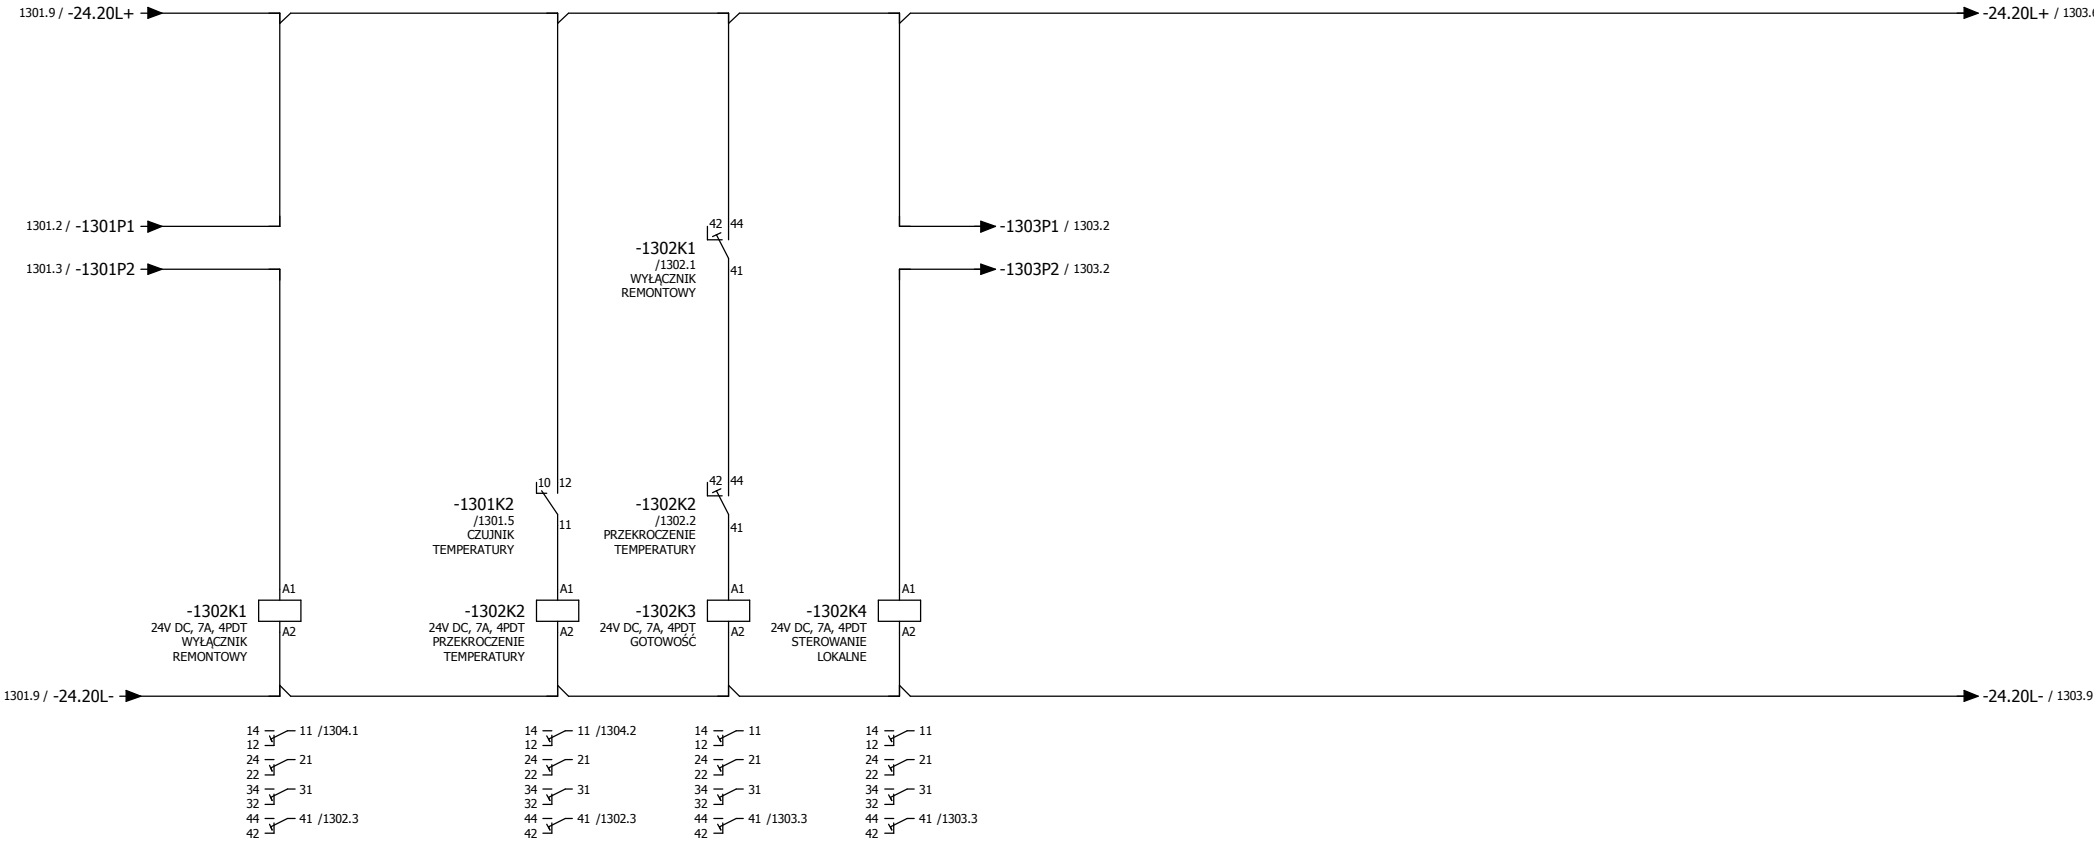 1301.9 / -24.20L+
-24.20L+ / 1303.
1301.2 / -1301P1
1301.3 / -1301P2
42 44
-1302K1
/1302.1
WYŁĄCZNIK
REMONTOWY
41
-1303P1 / 1303.2
-1303P2 / 1303.2
10 12
-1301K2
/1301.5
CZUJNIK
TEMPERATURY
11
42 44
-1302K2
/1302.2
PRZEKROCZENIE
TEMPERATURY
41
A1
-1302K1
24V DC, 7A, 4PDT
WYŁĄCZNIK
REMONTOWY
A2
A1
-1302K2
24V DC, 7A, 4PDT
PRZEKROCZENIE
TEMPERATURY
A2
A1
-1302K3
24V DC, 7A, 4PDT
GOTOWOŚĆ
A2
A1
-1302K4
24V DC, 7A, 4PDT
STEROWANIE
LOKALNE
A2
1301.9 / -24.20L-
-24.20L- / 1303.9
14 11 /1304.1
12
24 21
22
34 31
32
44 41 /1302.3
42
14 11 /1304.2
12
24 21
22
34 31
32
44 41 /1302.3
42
14 11
12
24 21
22
34 31
32
44 41 /1303.3
42
14 11
12
24 21
22
34 31
32
44 41 /1303.3
42